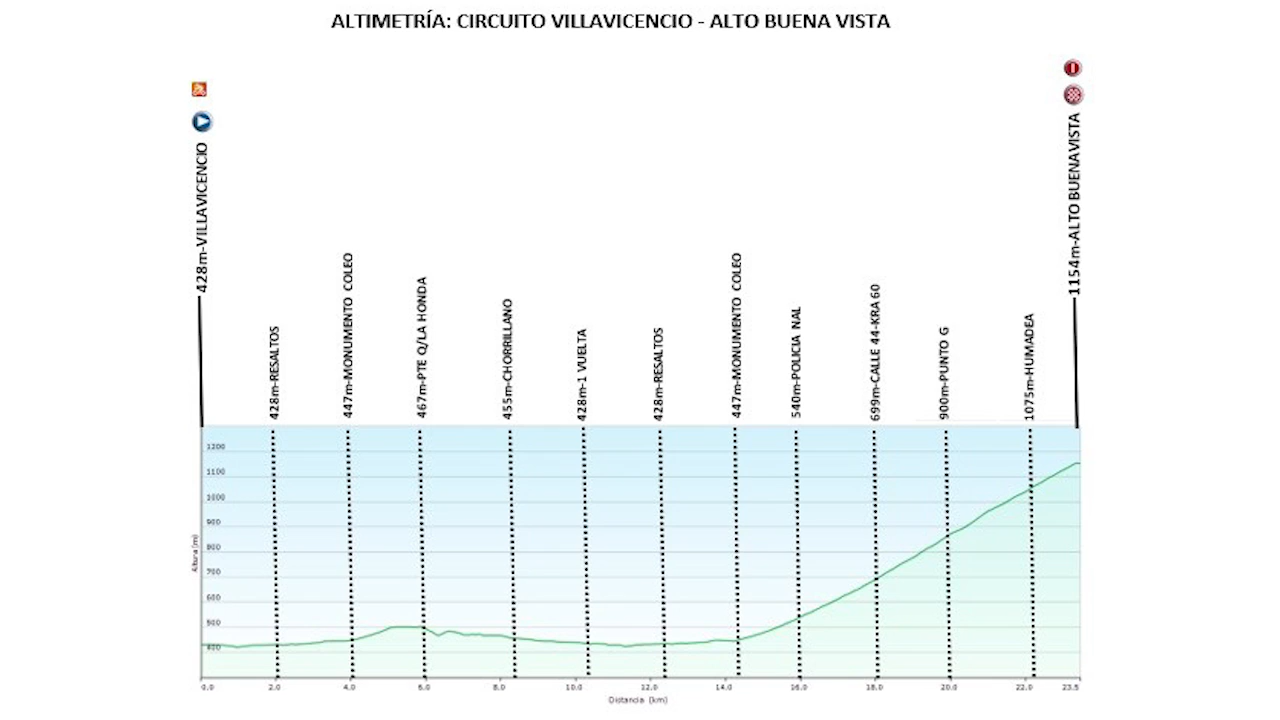 ALTIMETRÍA: CIRCUITO VILLAVICENCIO - ALTO BUENA VISTA
428m-VILLAVICENCIO
428m-RESALTOS
447m-MONUMENTO COLEO
467m-PTE Q/LA HONDA
455m-CHORRILLANO
428m-1 VUELTA
428m-RESALTOS
447m-MONUMENTO COLEO
540m-POLICIA NAL
699m-CALLE 44-KRA 60
900m-PUNTO G
1075m-HUMADEA
1154m-ALTO BUENAVISTA
1200
1100
1000
900
800
700
600
500
400
Altura (m)
0.0 2.0 4.0 6.0 8.0 10.0 12.0 14.0 16.0 18.0 20.0 22.0 23.5
Distancia (km)